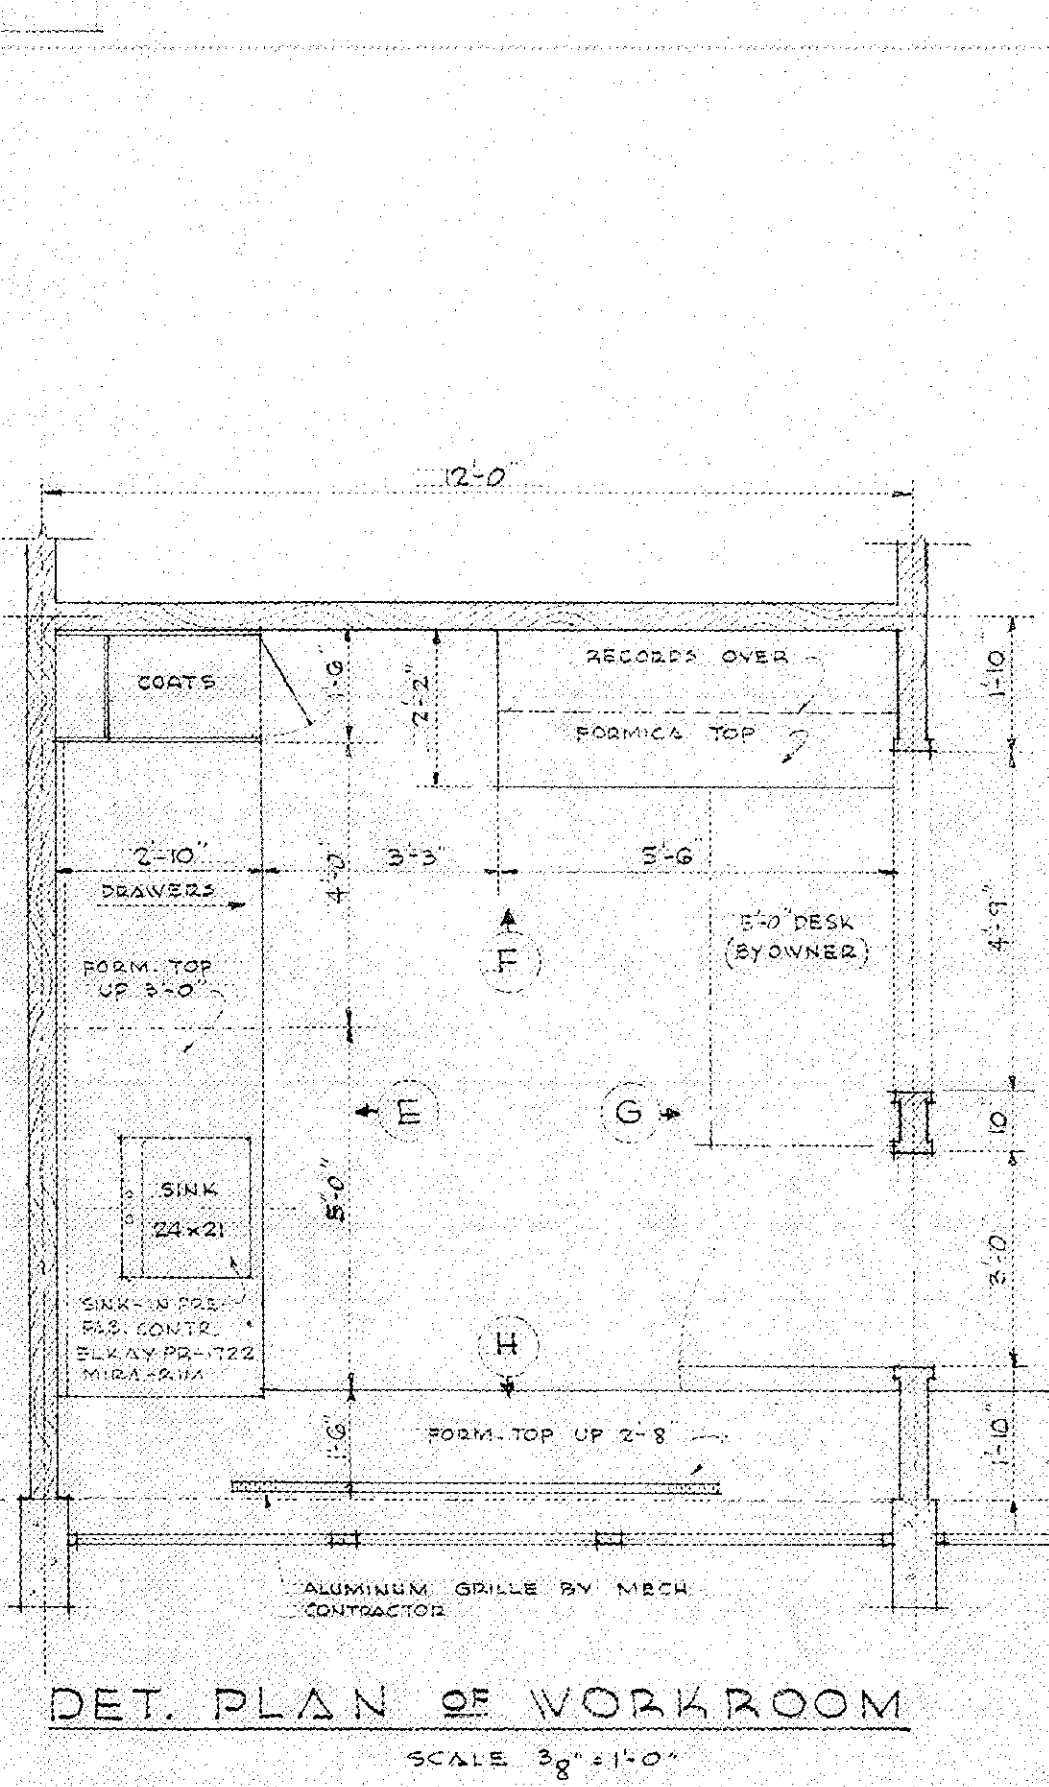 12'-0"
COATS
1'-6"
2'-2"
RECORDS OVER
1'-10
FORMICA TOP
2'-10"
4'-0"
3'-3"
5'-6"
DRAWERS
4'-9"
5'-0" DESK
(BY OWNER)
F
FORM. TOP
UP 3'-0"
E
G
10"
SINK
24x21
5'-0"
3'-0"
SINK-IN PRE-
FAB. CONTR.
ELKAY PR-1722
MIRA-RIM
H
1'-6"
FORM. TOP UP 2'-8"
1'-10"
ALUMINUM GRILLE BY MECH
CONTRACTOR
DET. PLAN OF WORKROOM
SCALE 3/8" = 1'-0"